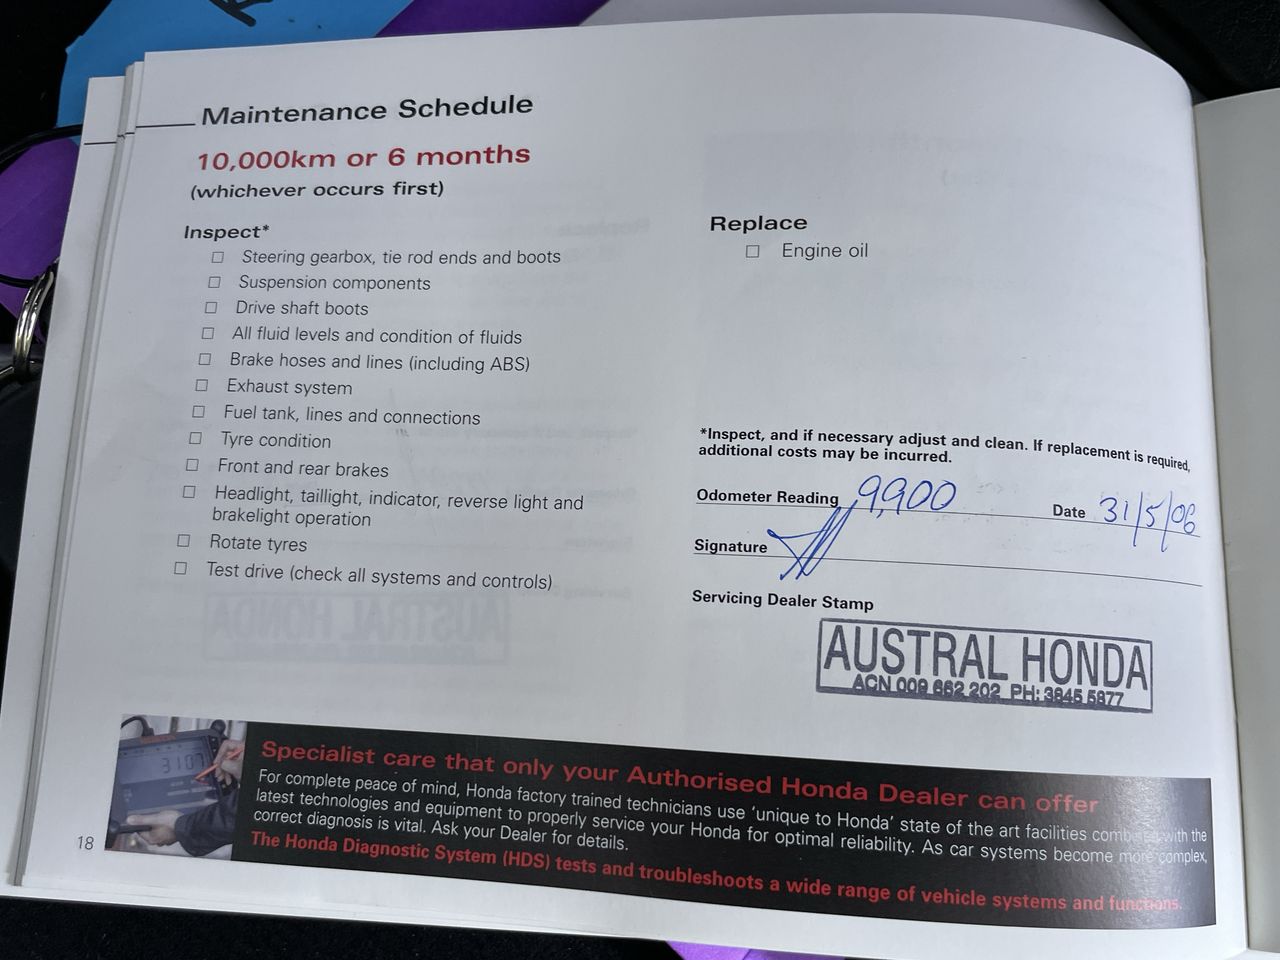 Maintenance Schedule
10,000km or 6 months
(whichever occurs first)
Inspect*
☐ Steering gearbox, tie rod ends and boots
☐ Suspension components
☐ Drive shaft boots
☐ All fluid levels and condition of fluids
☐ Brake hoses and lines (including ABS)
☐ Exhaust system
☐ Fuel tank, lines and connections
☐ Tyre condition
☐ Front and rear brakes
☐ Headlight, taillight, indicator, reverse light and
brakelight operation
☐ Rotate tyres
☐ Test drive (check all systems and controls)
Replace
☐ Engine oil
*Inspect, and if necessary adjust and clean. If replacement is required,
additional costs may be incurred.
Odometer Reading 9,900 Date 31/5/06
Signature
Servicing Dealer Stamp
AUSTRAL HONDA
ACN 009 662 202 PH: 3845 5877
Specialist care that only your Authorised Honda Dealer can offer
For complete peace of mind, Honda factory trained technicians use 'unique to Honda' state of the art facilities combined with the
latest technologies and equipment to properly service your Honda for optimal reliability. As car systems become more complex,
correct diagnosis is vital. Ask your Dealer for details.
The Honda Diagnostic System (HDS) tests and troubleshoots a wide range of vehicle systems and functions.
3107
18